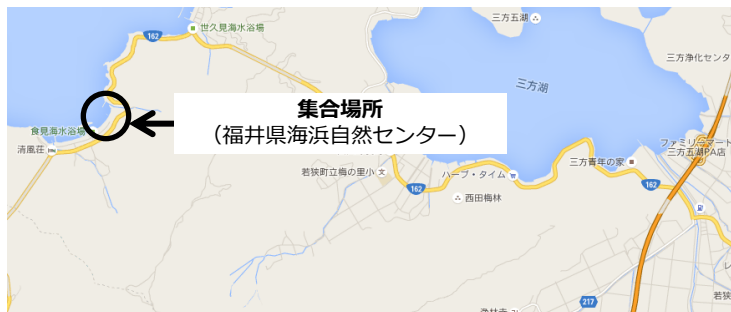 三方五湖
世久見海水浴場
162
三方浄化センタ
三方湖
集合場所
(福井県海浜自然センター)
食見海水浴場
清風荘
ファミリーマート
三方五湖PA店
三方青年の家
若狭町立梅の里小
ハーブ・タイム
162
162
西田梅林
レ
217
若狭